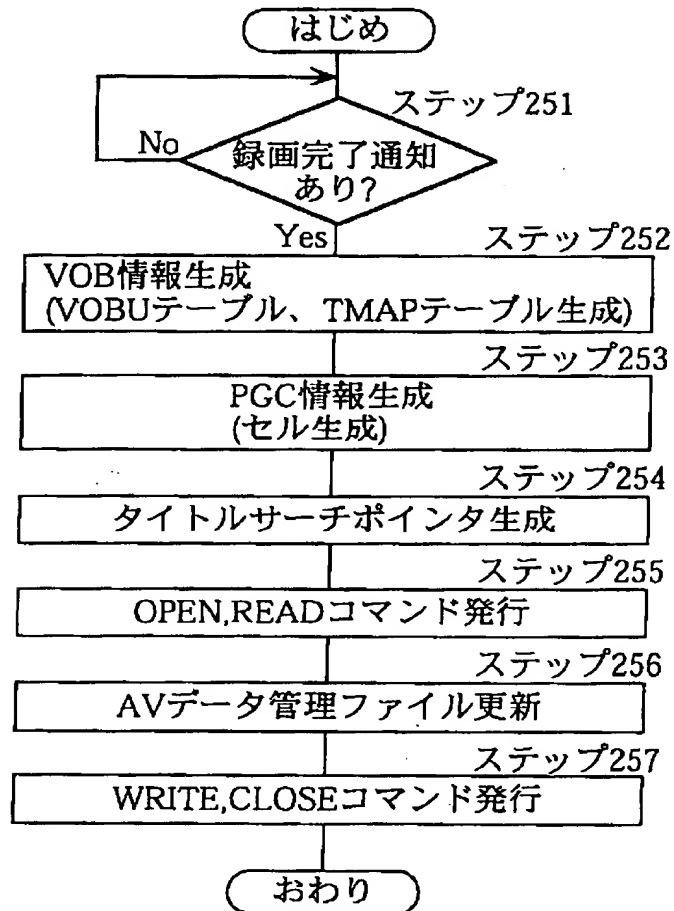 はじめ
ステップ251
No
録画完了通知
あり?
Yes
ステップ252
VOB情報生成
(VOBUテーブル、TMAPテーブル生成)
ステップ253
PGC情報生成
(セル生成)
ステップ254
タイトルサーチポインタ生成
ステップ255
OPEN,READコマンド発行
ステップ256
AVデータ管理ファイル更新
ステップ257
WRITE,CLOSEコマンド発行
おわり